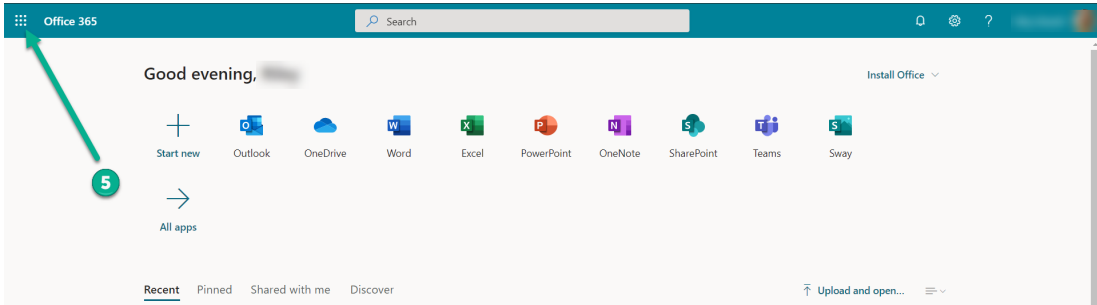 Office 365
Search
?
Good evening,
Install Office
Start new
Outlook
OneDrive
Word
Excel
PowerPoint
OneNote
SharePoint
Teams
Sway
5
All apps
Recent Pinned Shared with me Discover
Upload and open...